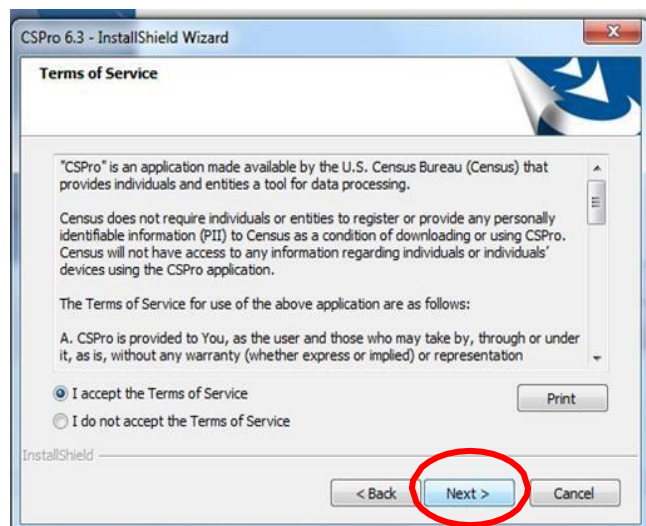 CSPro 6.3 - InstallShield Wizard
Terms of Service
"CSPro" is an application made available by the U.S. Census Bureau (Census) that
provides individuals and entities a tool for data processing.
Census does not require individuals or entities to register or provide any personally
identifiable information (PII) to Census as a condition of downloading or using CSPro.
Census will not have access to any information regarding individuals or individuals'
devices using the CSPro application.
The Terms of Service for use of the above application are as follows:
A. CSPro is provided to You, as the user and those who may take by, through or under
it, as is, without any warranty (whether express or implied) or representation
I accept the Terms of Service
Print
I do not accept the Terms of Service
InstallShield
< Back Next > Cancel